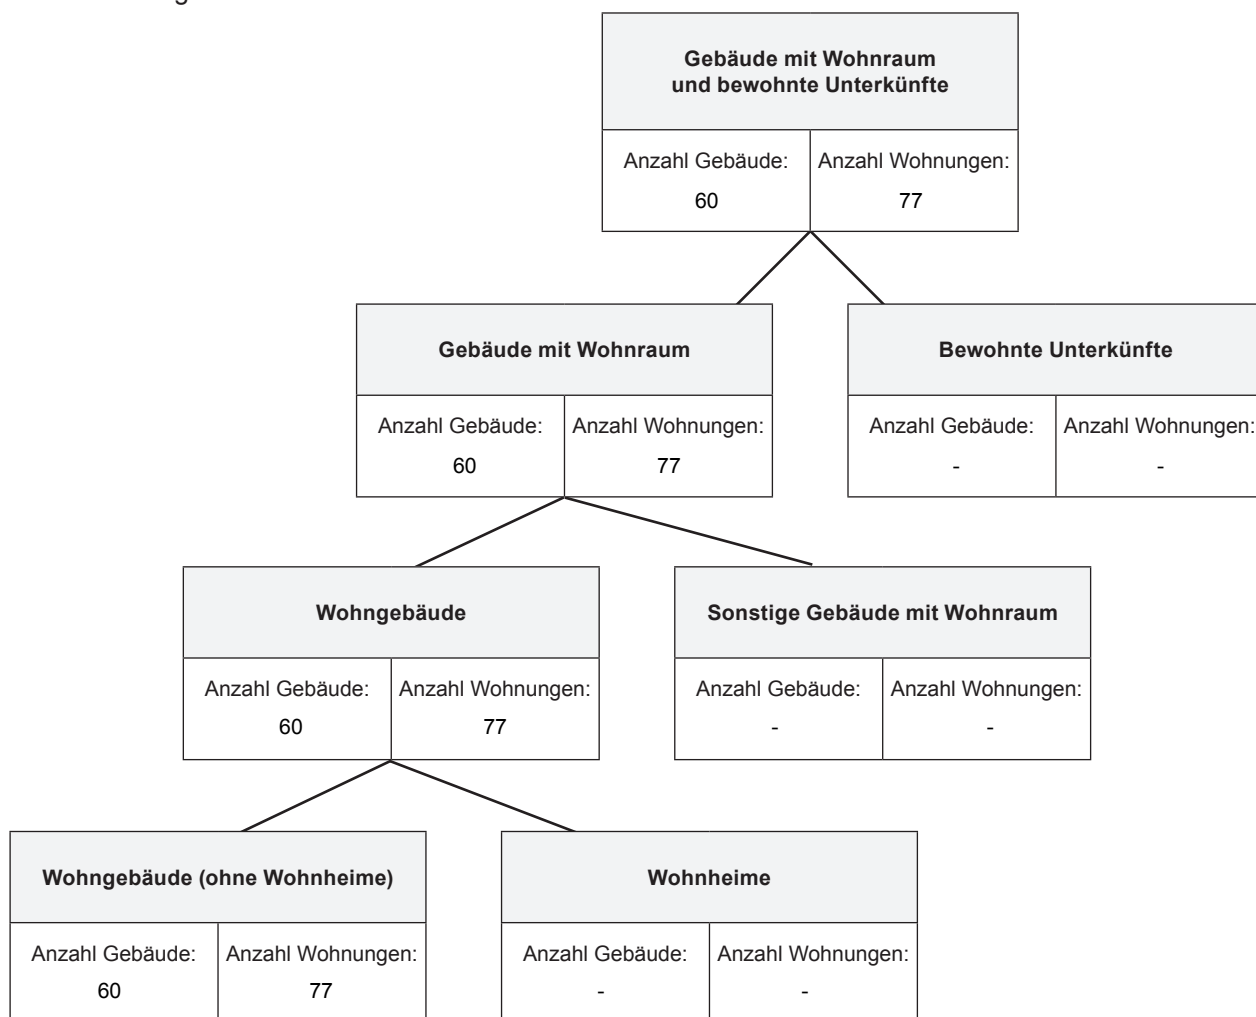 Gebäude mit Wohnraum
und bewohnte Unterkünfte
Anzahl Gebäude: Anzahl Wohnungen:
60 77
Gebäude mit Wohnraum Bewohnte Unterkünfte
Anzahl Gebäude: Anzahl Wohnungen: Anzahl Gebäude: Anzahl Wohnungen:
60 77 - -
Wohngebäude Sonstige Gebäude mit Wohnraum
Anzahl Gebäude: Anzahl Wohnungen: Anzahl Gebäude: Anzahl Wohnungen:
60 77 - -
Wohngebäude (ohne Wohnheime) Wohnheime
Anzahl Gebäude: Anzahl Wohnungen: Anzahl Gebäude: Anzahl Wohnungen:
60 77 - -